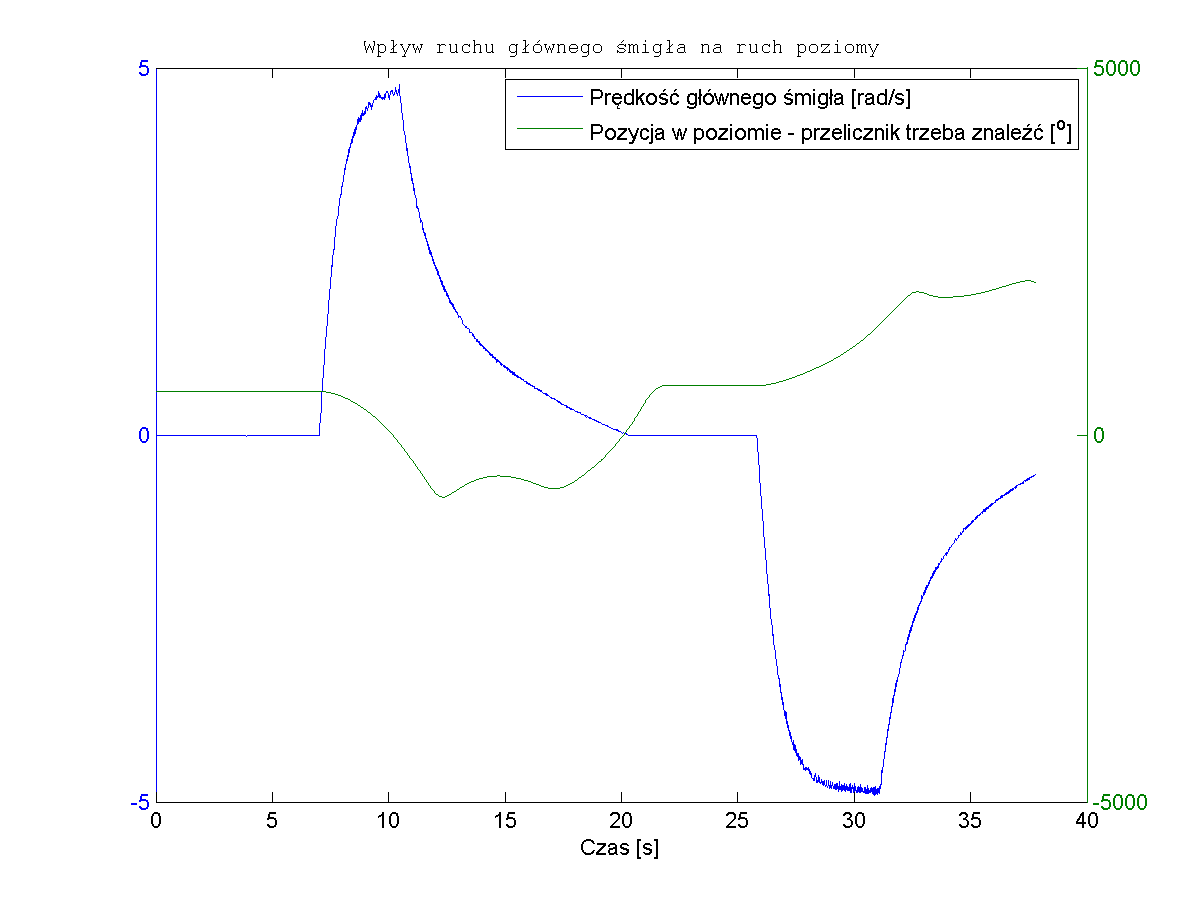 Wpływ ruchu głównego śmigła na ruch poziomy
5
5000
Prędkość głównego śmigła [rad/s]
Pozycja w poziomie - przelicznik trzeba znaleźć [o]
0
0
-5
-5000
0 5 10 15 20 25 30 35 40
Czas [s]